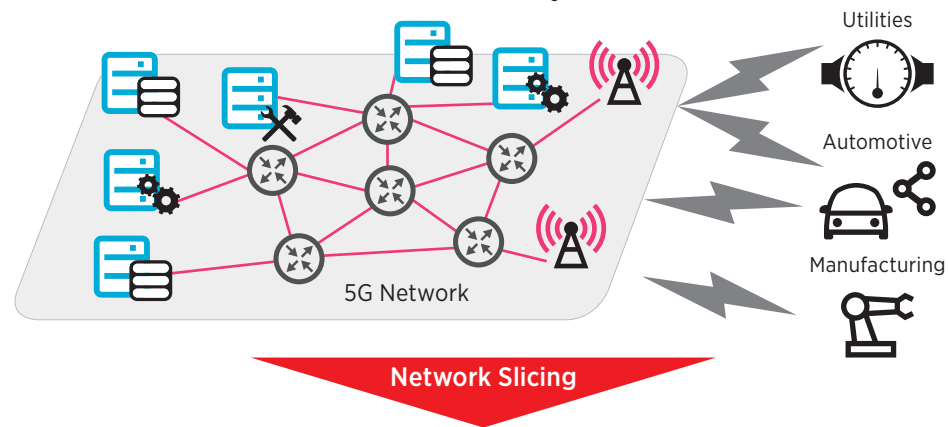 Utilities
Automotive
Manufacturing
5G Network
Network Slicing